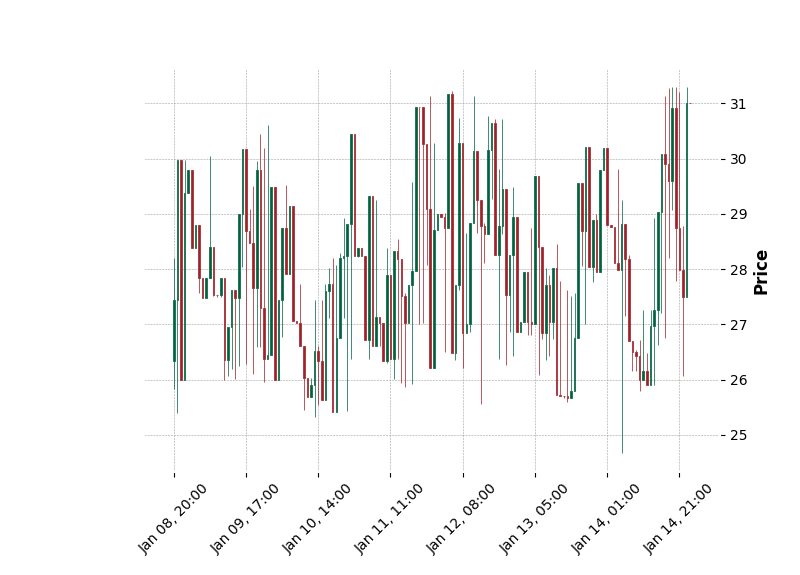 31
30
29
28
27
26
25
Price
Jan 08, 20:00
Jan 09, 17:00
Jan 10, 14:00
Jan 11, 11:00
Jan 12, 08:00
Jan 13, 05:00
Jan 14, 01:00
Jan 14, 21:00